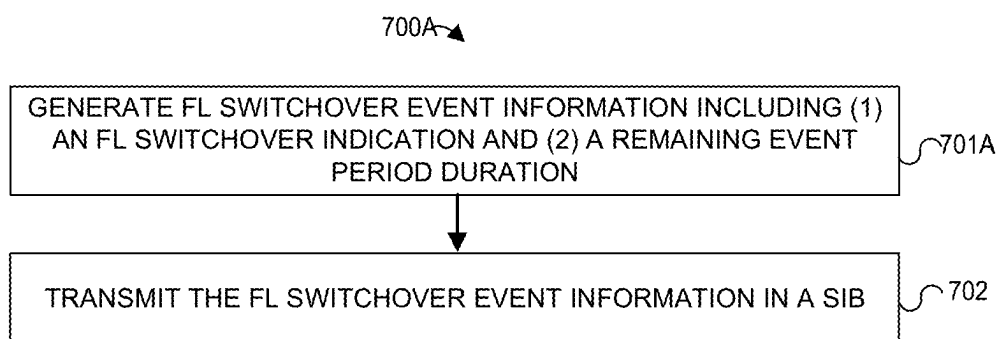 700A
GENERATE FL SWITCHOVER EVENT INFORMATION INCLUDING (1)
AN FL SWITCHOVER INDICATION AND (2) A REMAINING EVENT
PERIOD DURATION
701A
TRANSMIT THE FL SWITCHOVER EVENT INFORMATION IN A SIB
702